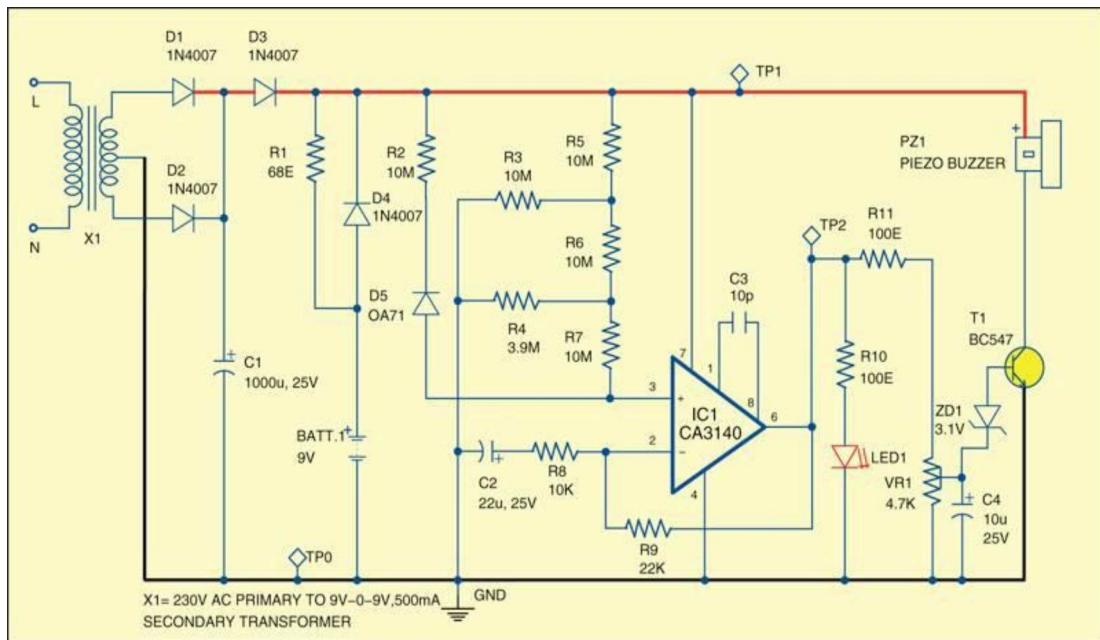 D1
1N4007
D3
1N4007
L
N
X1
D2
1N4007
R1
68E
R2
10M
D4
1N4007
D5
OA71
R3
10M
R5
10M
R6
10M
R4
3.9M
R7
10M
TP1
PZ1
PIEZO BUZZER
+
TP2
R11
100E
C3
10p
T1
BC547
R10
100E
ZD1
3.1V
7
1
8
3
+
IC1
CA3140
6
2
−
4
LED1
VR1
4.7K
+
C4
10u
25V
+
C1
1000u, 25V
BATT.1
+
9V
+
C2
22u, 25V
R8
10K
R9
22K
TP0
GND
X1= 230V AC PRIMARY TO 9V−0−9V,500mA
SECONDARY TRANSFORMER